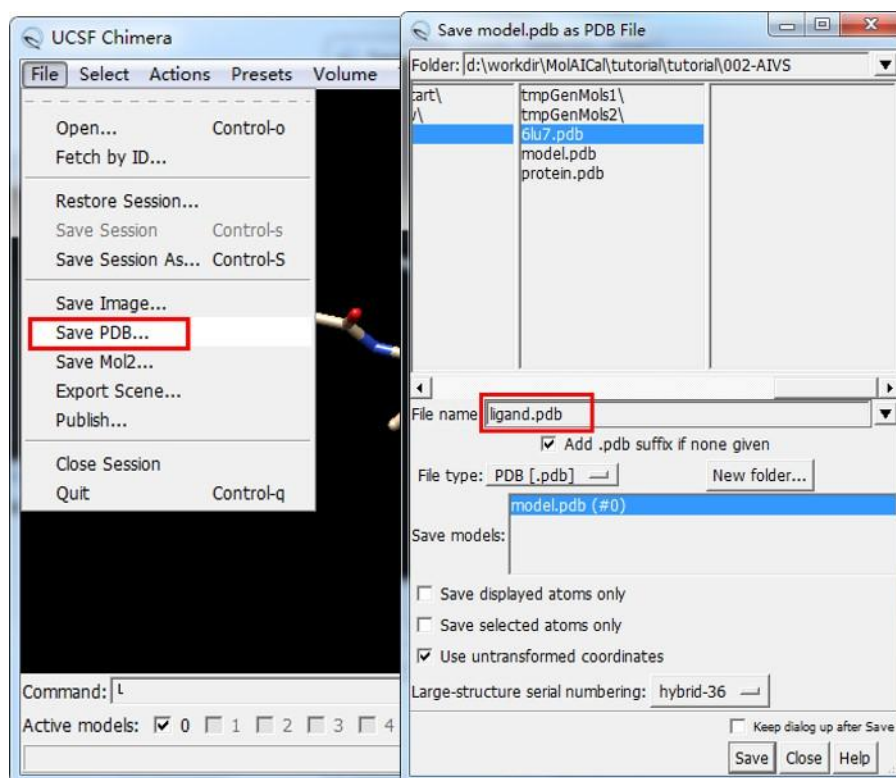 UCSF Chimera
File Select Actions Presets Volume
Open... Control-o
Fetch by ID...
Restore Session...
Save Session Control-s
Save Session As... Control-S
Save Image...
Save PDB...
Save Mol2...
Export Scene...
Publish...
Close Session
Quit Control-q
Command:
Active models: 0 1 2 3 4
Save model.pdb as PDB File
Folder: d:\workdir\MolAICal\tutorial\tutorial\002-AIVS
tart\
tmpGenMols1\
tmpGenMols2\
6lu7.pdb
model.pdb
protein.pdb
File name ligand.pdb
Add .pdb suffix if none given
File type: PDB [.pdb] New folder...
model.pdb (#0)
Save models:
Save displayed atoms only
Save selected atoms only
Use untransformed coordinates
Large-structure serial numbering: hybrid-36
Keep dialog up after Save
Save Close Help